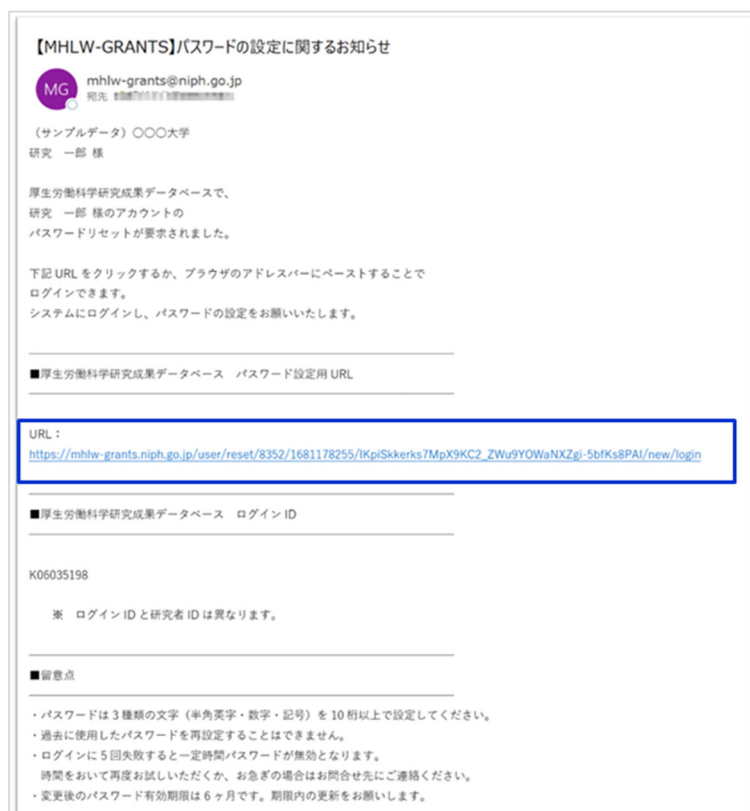 【MHLW-GRANTS】パスワードの設定に関するお知らせ
MG
mhlw-grants@niph.go.jp
宛先
（サンプルデータ）○○○大学
研究　一郎 様
厚生労働科学研究成果データベースで、
研究　一郎 様のアカウントの
パスワードリセットが要求されました。
下記 URL をクリックするか、ブラウザのアドレスバーにペーストすることで
ログインできます。
システムにログインし、パスワードの設定をお願いいたします。
■厚生労働科学研究成果データベース　パスワード設定用 URL
URL：
https://mhlw-grants.niph.go.jp/user/reset/8352/1681178255/IKpiSkkerks7MpX9KC2_ZWu9YOWaNXZgi-5bfKs8PAI/new/login
■厚生労働科学研究成果データベース　ログイン ID
K06035198
※　ログイン ID と研究者 ID は異なります。
■留意点
・パスワードは 3 種類の文字（半角英字・数字・記号）を 10 桁以上で設定してください。
・過去に使用したパスワードを再設定することはできません。
・ログインに 5 回失敗すると一定時間パスワードが無効となります。
時間をおいて再度お試しいただくか、お急ぎの場合はお問合せ先にご連絡ください。
・変更後のパスワード有効期限は 6 ヶ月です。期限内の更新をお願いします。